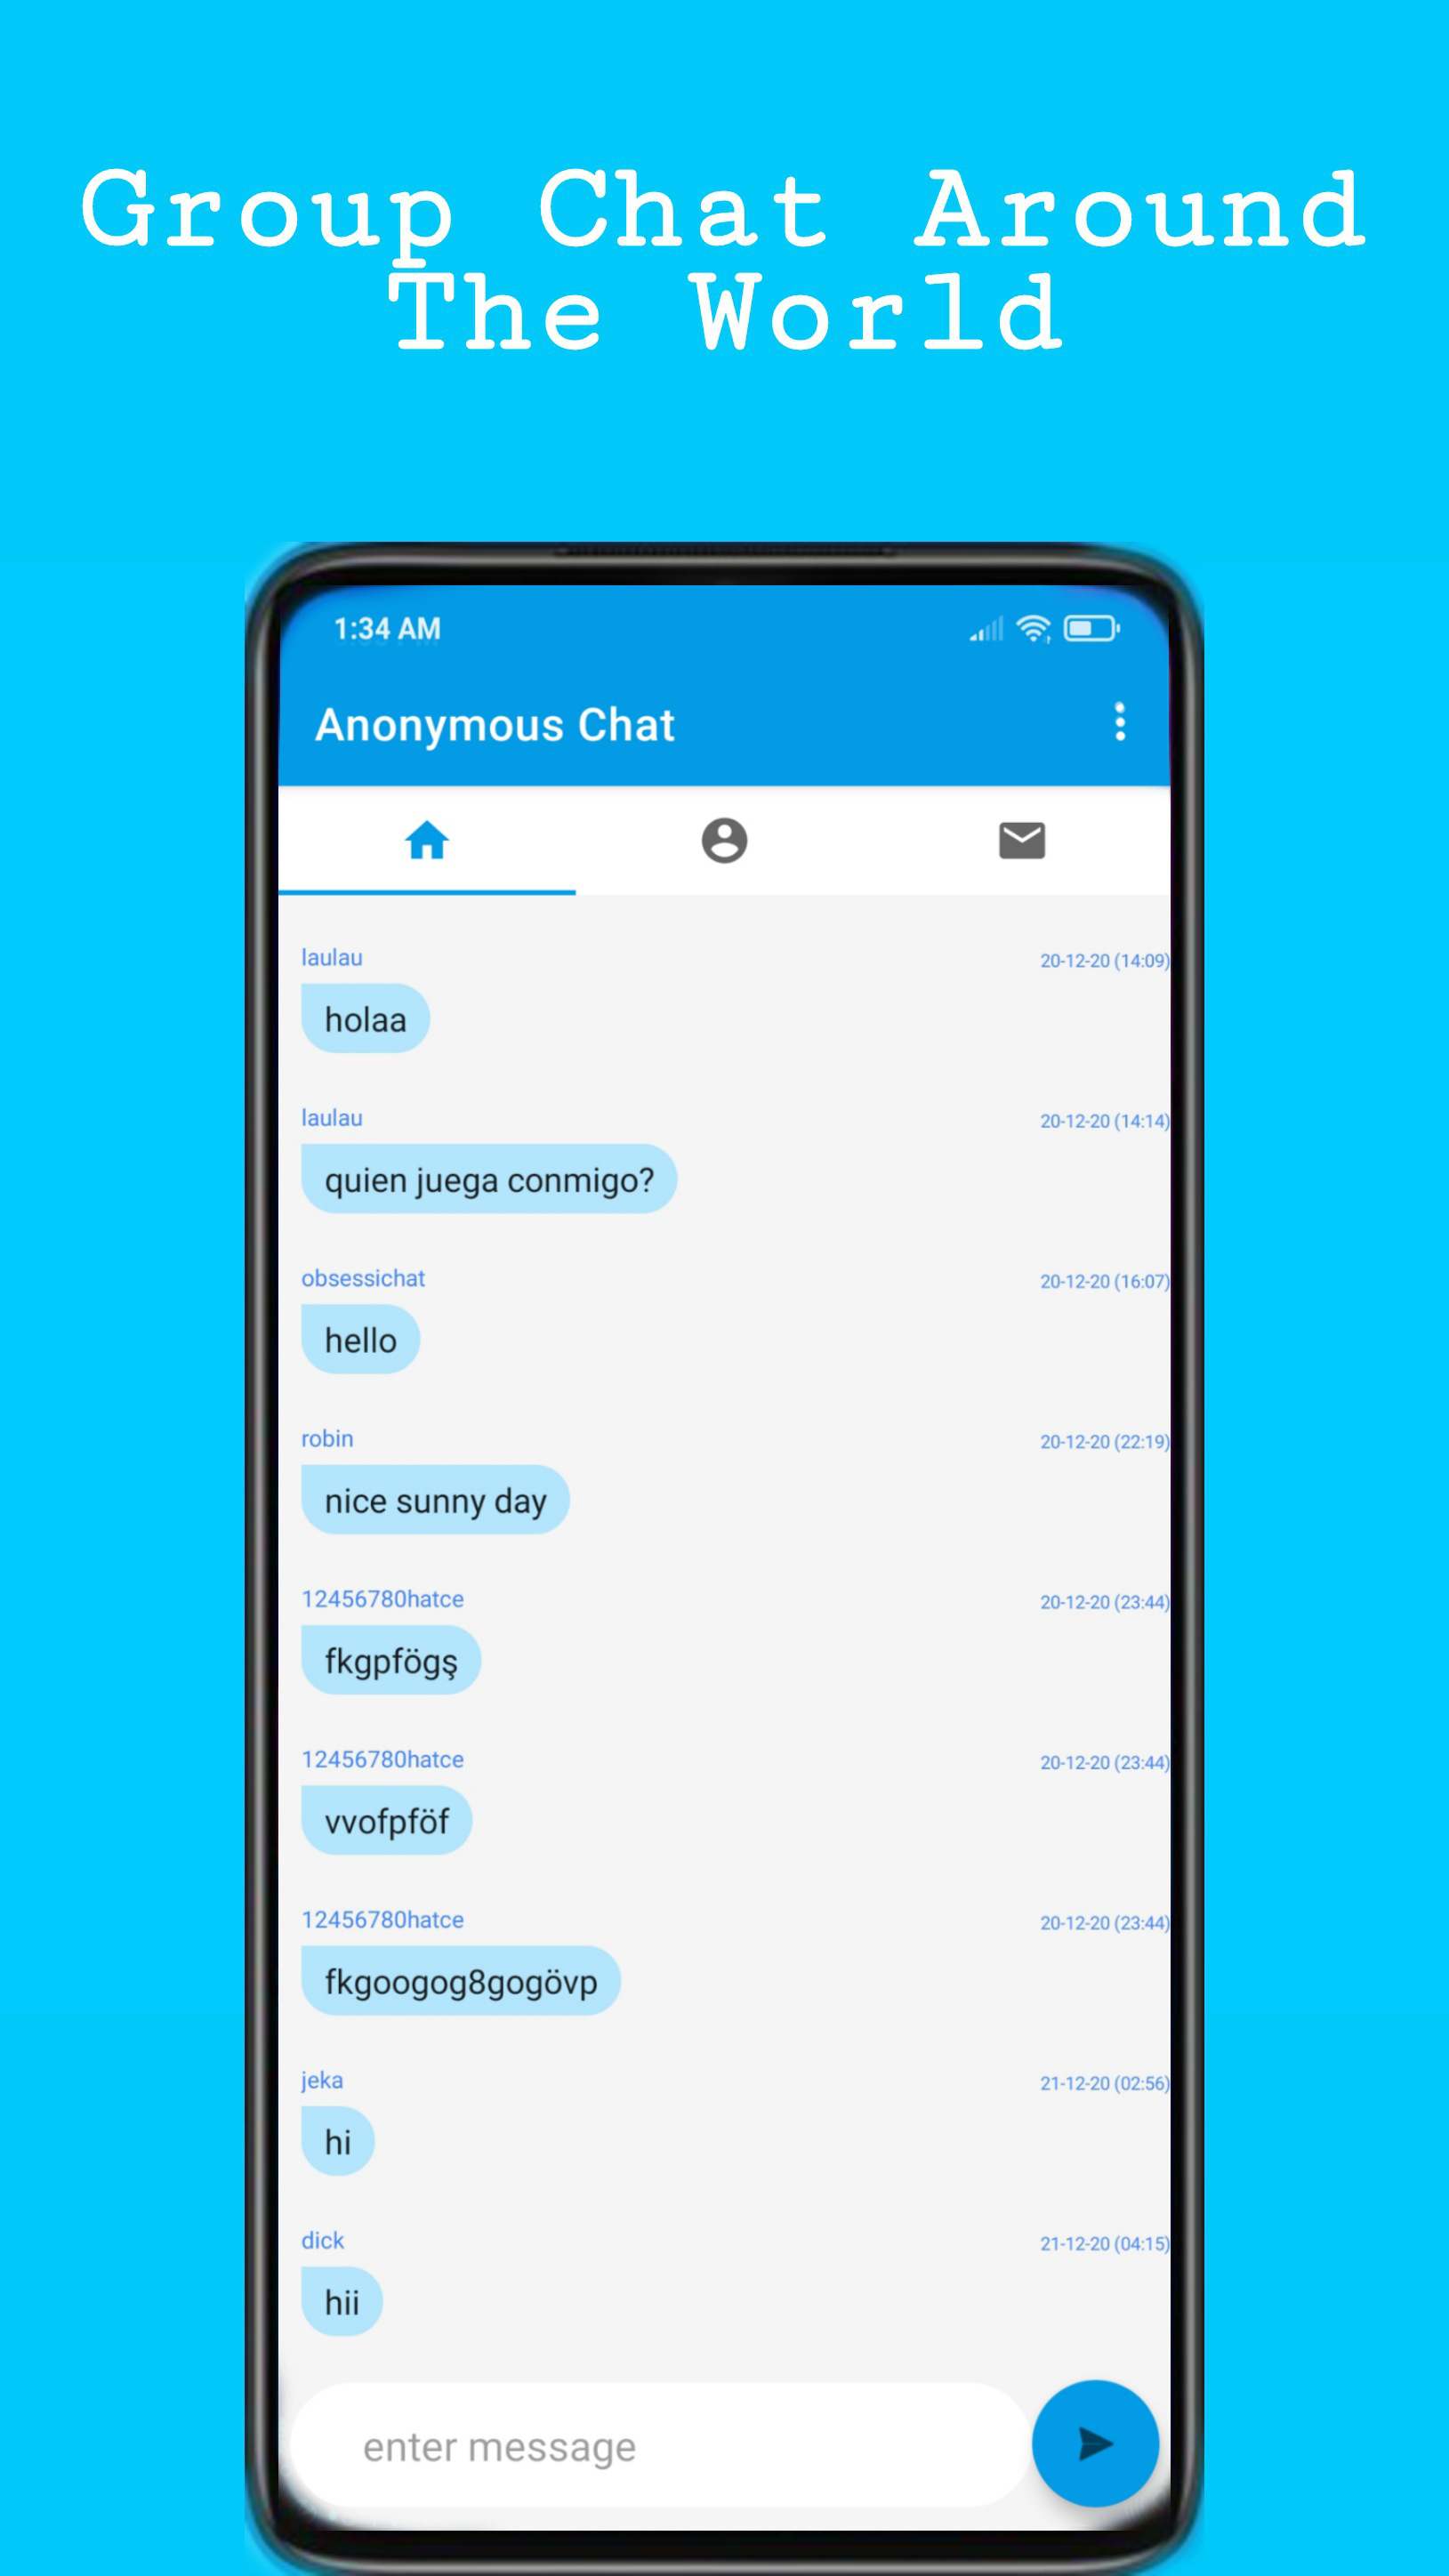 Group Chat Around
The World
1:34 AM
Anonymous Chat
laulau 20-12-20 (14:09)
holaa
laulau 20-12-20 (14:14)
quien juega conmigo?
obsessichat 20-12-20 (16:07)
hello
robin 20-12-20 (22:19)
nice sunny day
12456780hatce 20-12-20 (23:44)
fkgpfögş
12456780hatce 20-12-20 (23:44)
vvofpföf
12456780hatce 20-12-20 (23:44)
fkgoogog8gogövp
jeka 21-12-20 (02:56)
hi
dick 21-12-20 (04:15)
hii
enter message